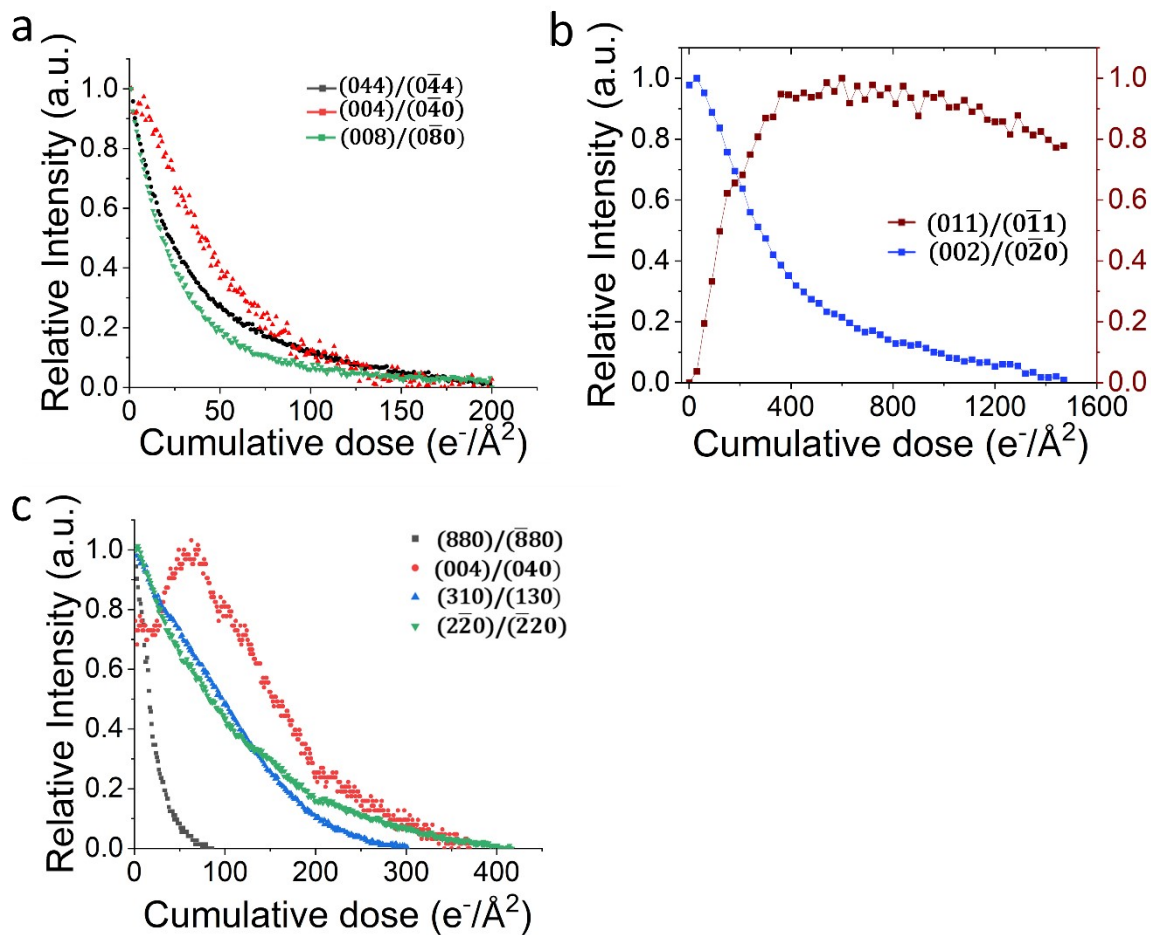 a
Relative Intensity (a.u.)
1.0
0.8
0.6
0.4
0.2
0.0
(044)/(04̅4)
(004)/(04̅0)
(008)/(08̅0)
0 50 100 150 200
Cumulative dose (e⁻/Å²)
b
Relative Intensity (a.u.)
1.0 1.0
0.8 0.8
0.6 0.6
0.4 0.4
0.2 0.2
0.0 0.0
(011)/(01̅1)
(002)/(02̅0)
0 400 800 1200 1600
Cumulative dose (e⁻/Å²)
c
Relative Intensity (a.u.)
1.0
0.8
0.6
0.4
0.2
0.0
(880)/(8̅80)
(004)/(040)
(310)/(130)
(22̅0)/(2̅20)
0 100 200 300 400
Cumulative dose (e⁻/Å²)